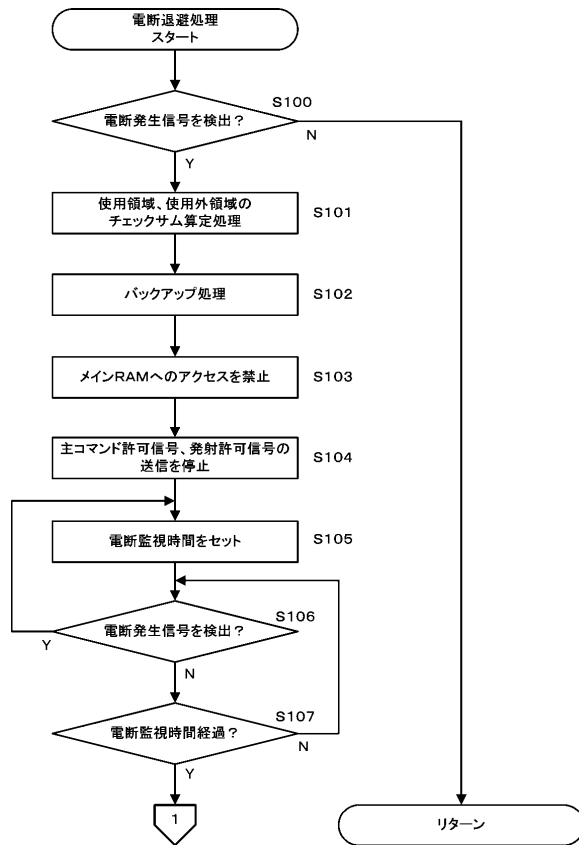 電断退避処理
スタート
S100
電断発生信号を検出？
N
Y
使用領域、使用外領域の
チェックサム算定処理
S101
バックアップ処理
S102
メインRAMへのアクセスを禁止
S103
主コマンド許可信号、発射許可信号の
送信を停止
S104
電断監視時間をセット
S105
S106
電断発生信号を検出？
Y
N
S107
電断監視時間経過？
N
Y
1
リターン